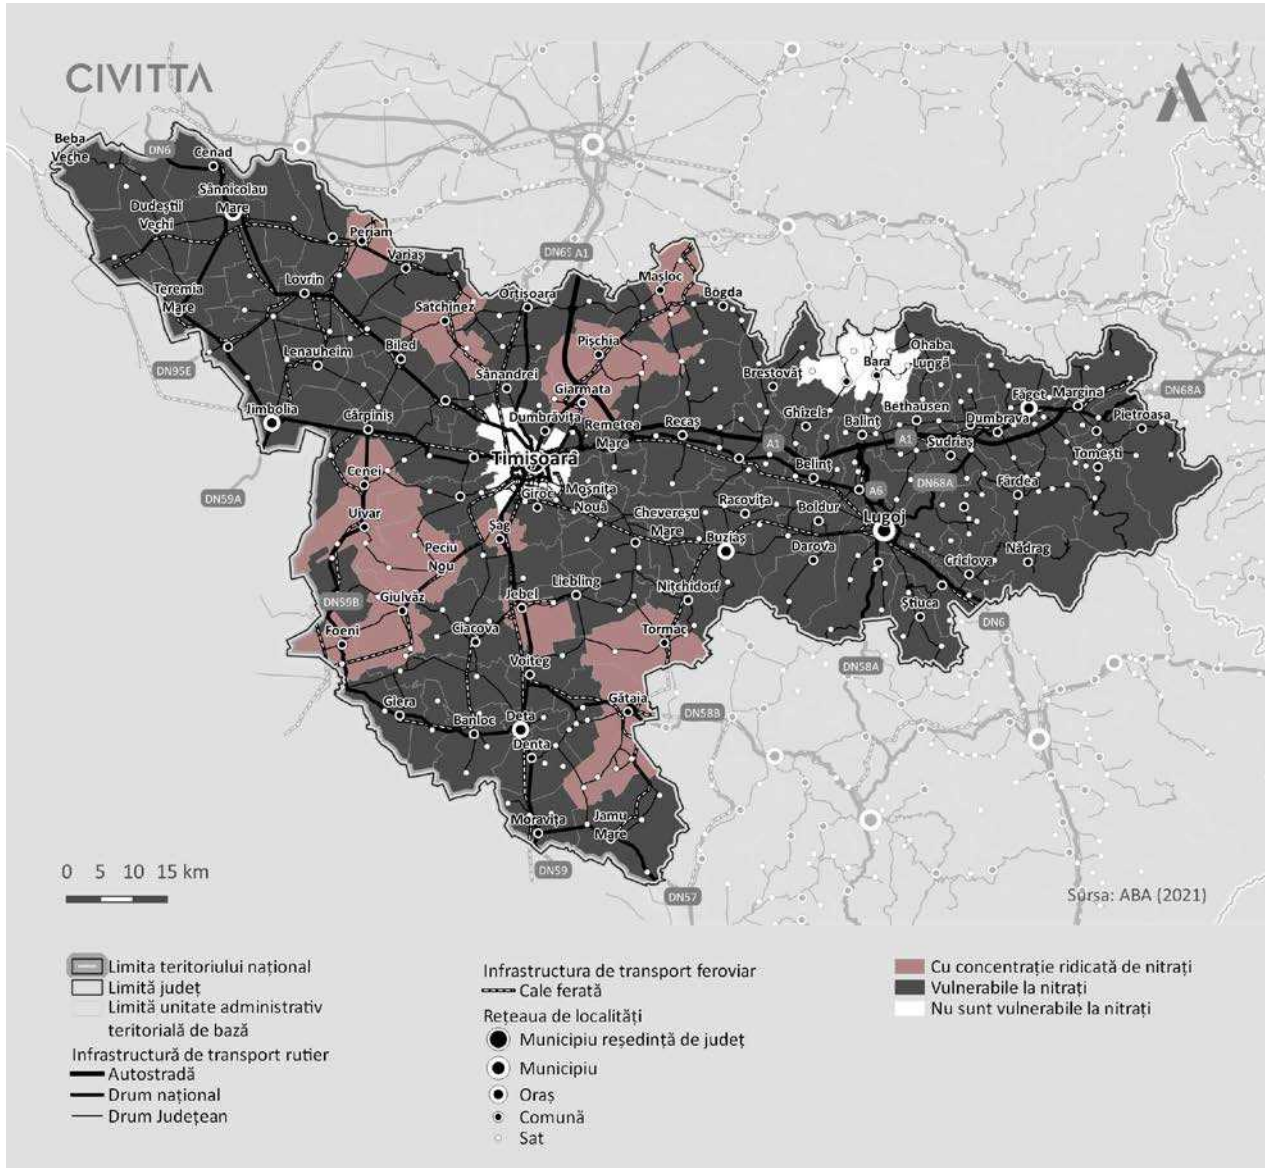 CIVITTA
Beba
Veche
DN6
Cenad
Sânnicolau
Mare
Dudeștii
Vechi
Periam
Variaș
DN69 A1
Teremia
Mare
Lovrin
Satchinez
Orțișoara
Mașloc
Bogda
Lenauheim
Biled
Pișchia
DN95E
Sânandrei
Brestovăț
Bara
Ohaba
Lungă
Giarmata
Făget
Margina
DN68A
Jimbolia
Cărpiniș
Dumbrăvița
Remetea
Mare
Recaș
Ghizela
Balinț
Bethausen
Dumbrava
Pietroasa
A1
A1
Sudriaș
Timișoara
Belinț
Tomești
Cenei
DN59A
Giroc
Moșnița
Nouă
Racovița
A6
DN68A
Fârdea
Uivar
Șag
Cheveresu
Mare
Boldur
Lugoj
Peciu
Nou
Buziaș
Darova
Nădrag
Criciova
Liebling
Nițchidorf
DN59B
Giulvăz
Jebel
Știuca
Foeni
Ciacova
Tormac
DN6
Voiteg
DN58A
Giera
Gătaia
DN58B
Banloc
Deta
Denta
Moravița
Jamu
Mare
DN59
DN57
0 5 10 15 km
Sursa: ABA (2021)
Limita teritoriului național
Limită județ
Limită unitate administrativ
teritorială de bază
Infrastructură de transport rutier
Autostradă
Drum național
Drum Județean
Infrastructura de transport feroviar
Cale ferată
Rețeaua de localități
Municipiu reședință de județ
Municipiu
Oraș
Comună
Sat
Cu concentrație ridicată de nitrați
Vulnerabile la nitrați
Nu sunt vulnerabile la nitrați